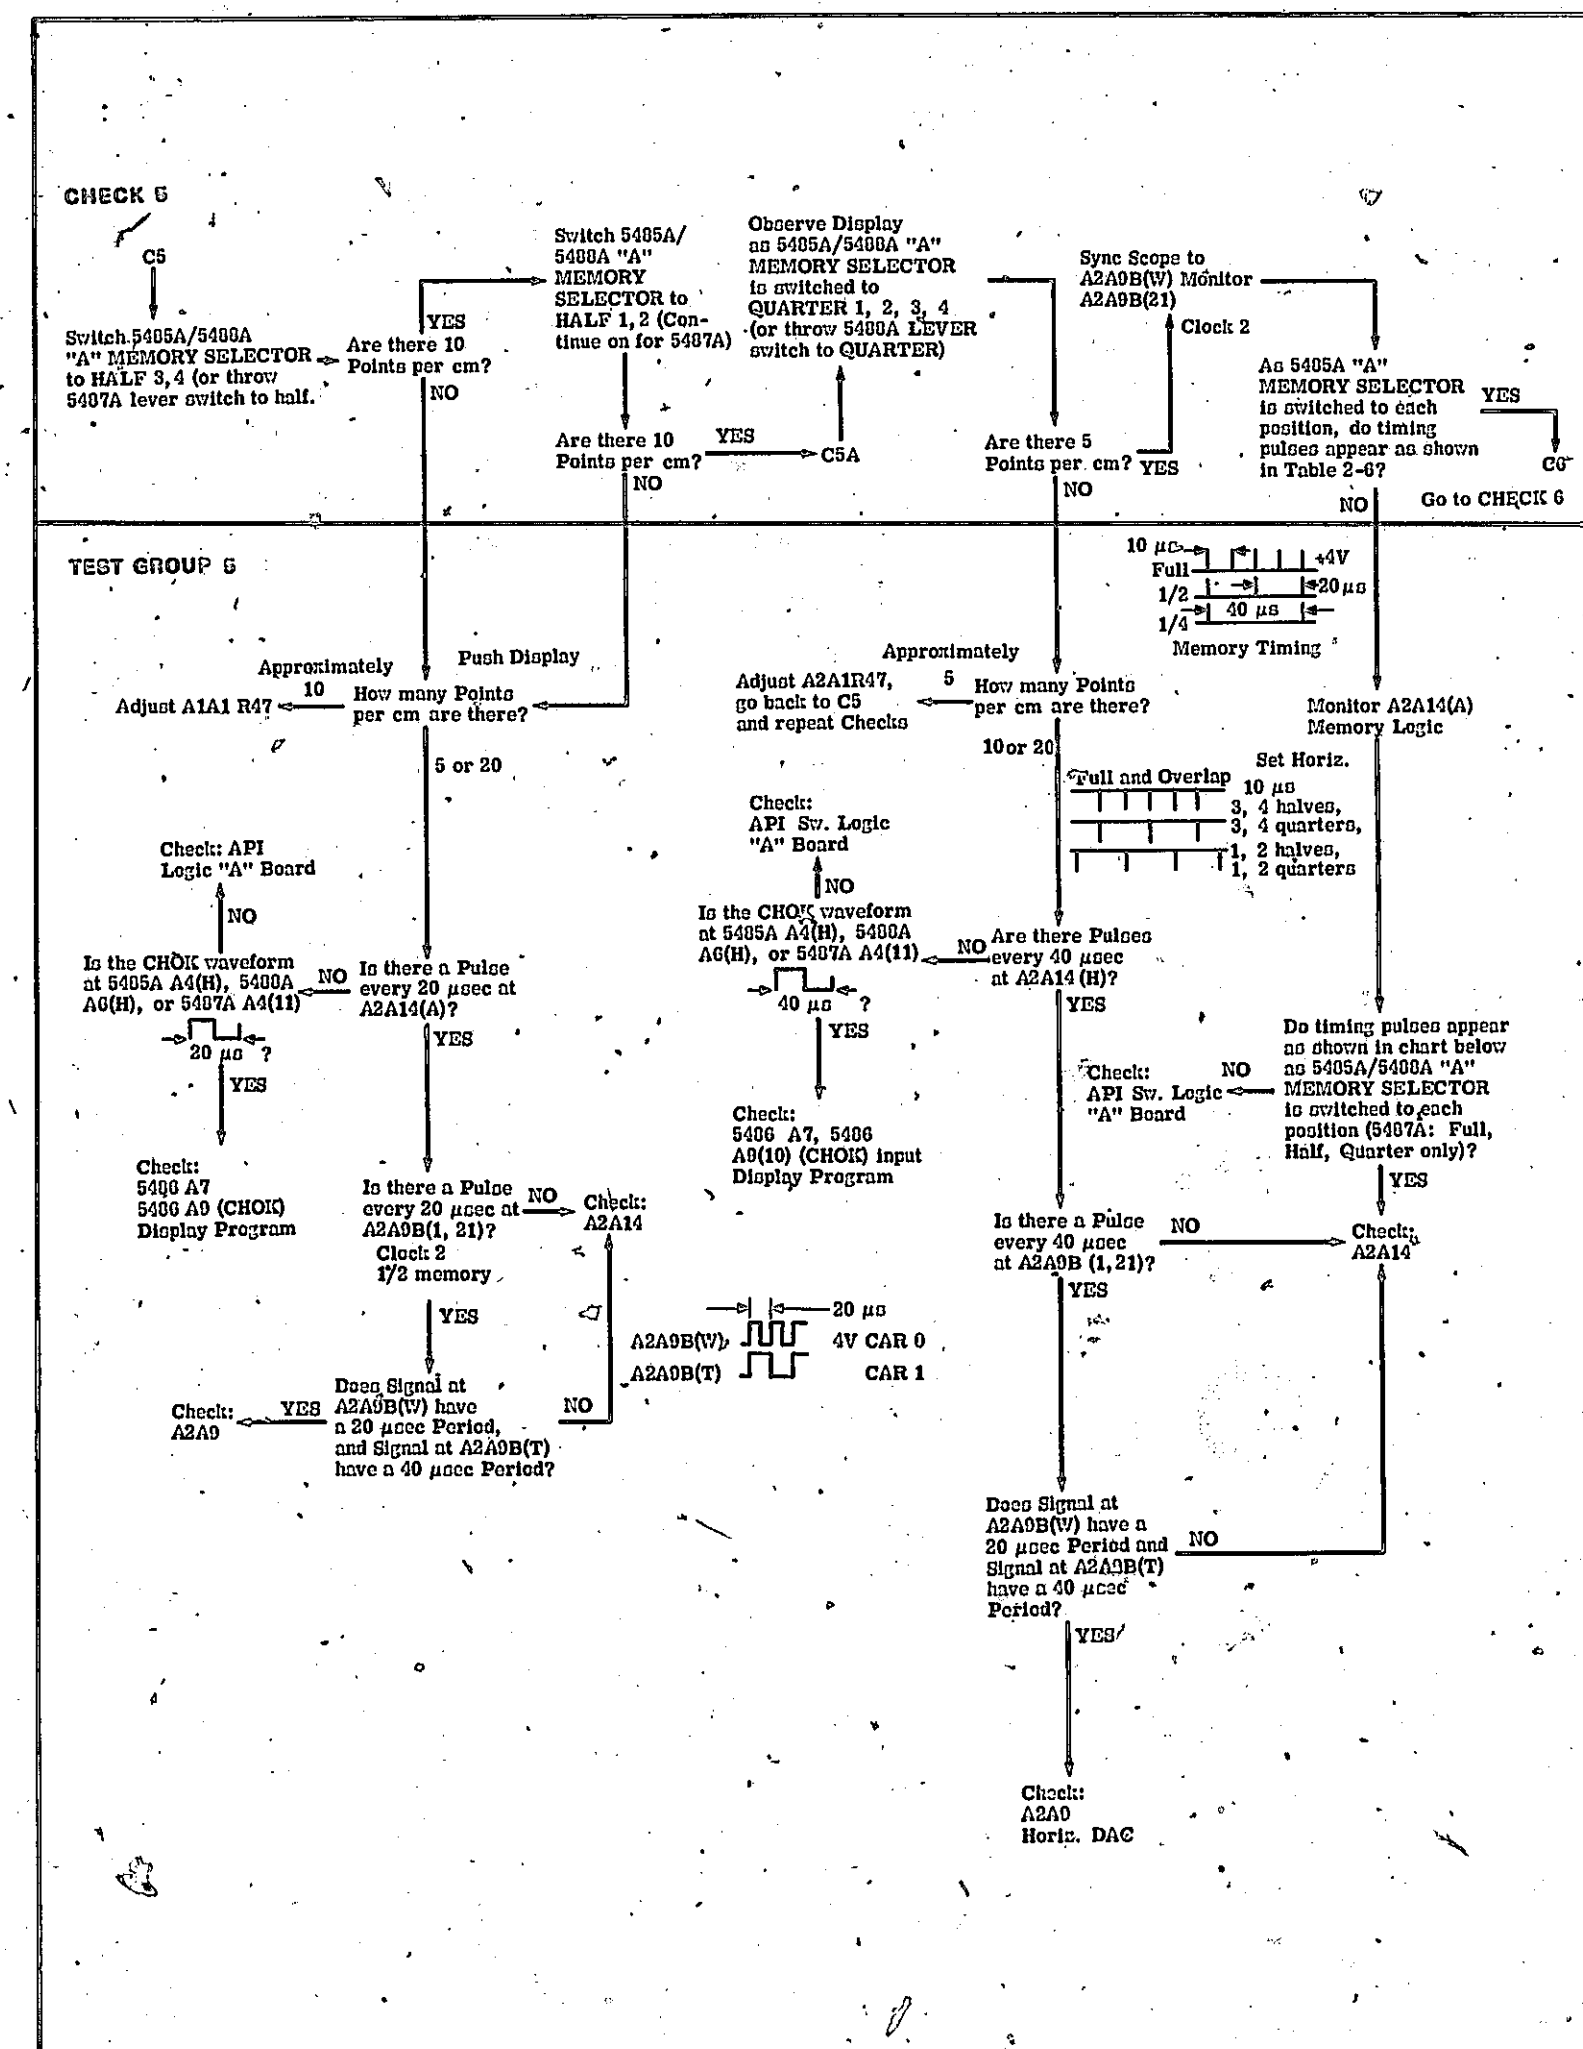 CHECK 5
C5
Switch 5405A/5488A
"A" MEMORY SELECTOR
to HALF 3,4 (or throw
5407A lever switch to half.
YES
Are there 10
Points per cm?
NO
Switch 5405A/
5488A "A"
MEMORY
SELECTOR to
HALF 1,2 (Con-
tinue on for 5407A)
Are there 10
Points per cm?
YES
NO
C5A
Observe Display
as 5405A/5488A "A"
MEMORY SELECTOR
is switched to
QUARTER 1, 2, 3, 4
(or throw 5488A LEVER
switch to QUARTER)
Are there 5
Points per cm?
YES
NO
Sync Scope to
A2A9B(W) Monitor
A2A9B(21)
Clock 2
As 5405A "A"
MEMORY SELECTOR
is switched to each
position, do timing
pulses appear as shown
in Table 2-6?
YES
C6
NO
Go to CHECK 6
TEST GROUP 5
10 µs
+4V
Full
1/2
20 µs
1/4
40 µs
Memory Timing
Approximately
10
Push Display
Adjust A1A1 R47
How many Points
per cm are there?
5 or 20
Approximately
5
Adjust A2A1R47,
go back to C5
and repeat Checks
How many Points
per cm are there?
10 or 20
Monitor A2A14(A)
Memory Logic
Full and Overlap
Set Horiz.
10 µs
3, 4 halves,
3, 4 quarters,
1, 2 halves,
1, 2 quarters
Check: API
Logic "A" Board
NO
Is the CHOK waveform
at 5405A A4(H), 5488A
A6(H), or 5407A A4(11)
20 µs ?
YES
NO
Is there a Pulse
every 20 µsec at
A2A14(A)?
YES
Check:
5406 A7
5406 A9 (CHOK)
Display Program
Check:
API Sw. Logic
"A" Board
NO
Is the CHOK waveform
at 5405A A4(H), 5488A
A6(H), or 5407A A4(11)
40 µs ?
YES
NO
Are there Pulses
every 40 µsec
at A2A14 (H)?
YES
Check:
5406 A7, 5406
A9(10) (CHOK) input
Display Program
Check:
API Sw. Logic
"A" Board
NO
Do timing pulses appear
as shown in chart below
as 5405A/5488A "A"
MEMORY SELECTOR
is switched to each
position (5407A: Full,
Half, Quarter only)?
YES
Is there a Pulse
every 20 µsec at
A2A9B(1, 21)?
Clock 2
1/2 memory
NO
Check:
A2A14
YES
Is there a Pulse
every 40 µsec
at A2A9B (1,21)?
NO
Check:
A2A14
YES
20 µs
A2A9B(W)
4V CAR 0
A2A9B(T)
CAR 1
Check:
A2A9
YES
Does Signal at
A2A9B(W) have
a 20 µsec Period,
and Signal at A2A9B(T)
have a 40 µsec Period?
NO
Does Signal at
A2A9B(W) have a
20 µsec Period and
Signal at A2A9B(T)
have a 40 µsec
Period?
NO
YES
Check:
A2A9
Horiz. DAC